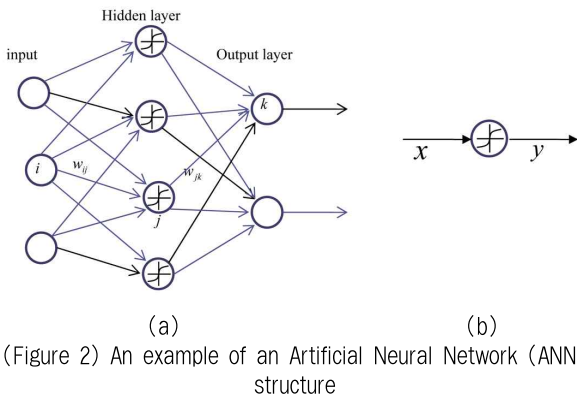 Hidden layer
input
Output layer
k
i
w_ij
w_jk
j
x
y
(a)
(b)
(Figure 2) An example of an Artificial Neural Network (ANN
structure